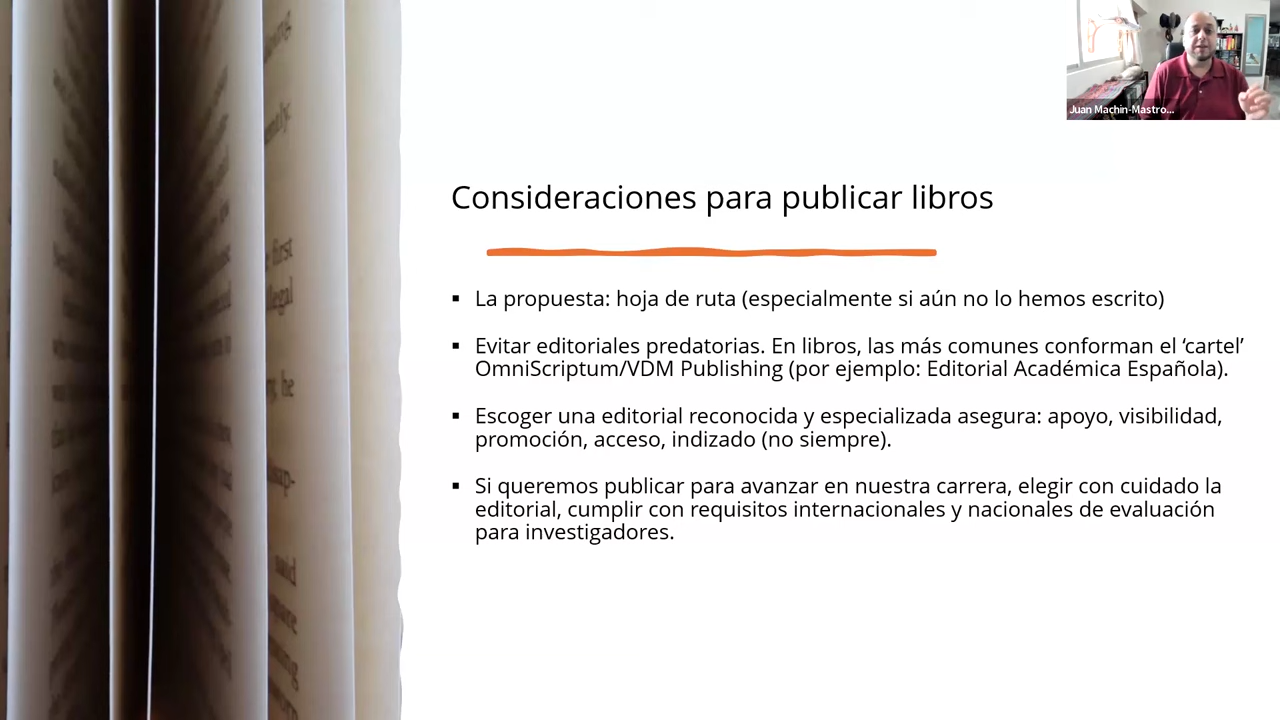 Juan Machin-Mastro...
Consideraciones para publicar libros
▪ La propuesta: hoja de ruta (especialmente si aún no lo hemos escrito)
▪ Evitar editoriales predatorias. En libros, las más comunes conforman el ‘cartel’
OmniScriptum/VDM Publishing (por ejemplo: Editorial Académica Española).
▪ Escoger una editorial reconocida y especializada asegura: apoyo, visibilidad,
promoción, acceso, indizado (no siempre).
▪ Si queremos publicar para avanzar en nuestra carrera, elegir con cuidado la
editorial, cumplir con requisitos internacionales y nacionales de evaluación
para investigadores.
first
he
said